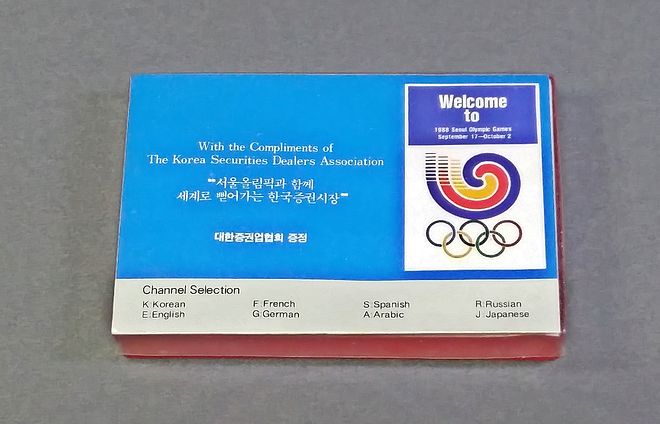 With the Compliments of
The Korea Securities Dealers Association
"서울올림픽과 함께
세계로 뻗어가는 한국증권시장"
대한증권업협회 증정
Welcome
to
1988 Seoul Olympic Games
September 17-October 2
Channel Selection
K:Korean F:French S:Spanish R:Russian
E:English G:German A:Arabic J:Japanese